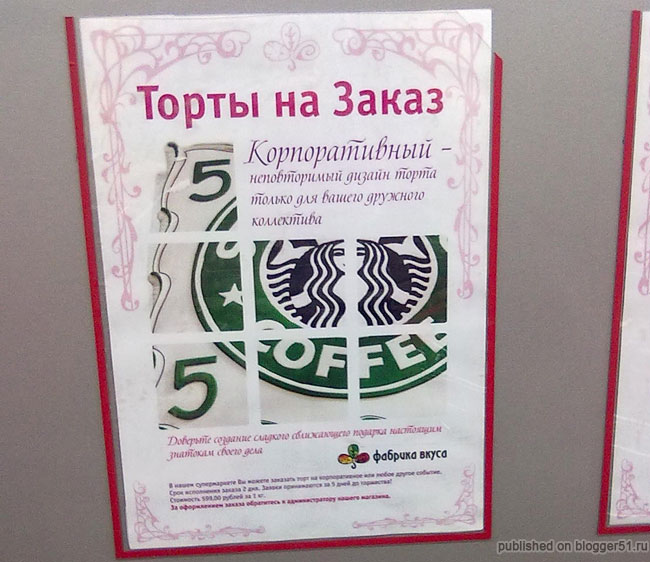 Торты на Заказ
Корпоративный –
неповторимый дизайн торта
только для вашего дружного
коллектива
5
COFFEE
5
Доверьте создание сладкого сближающего подарка настоящим
знатокам своего дела
фабрика вкуса
В нашем супермаркете Вы можете заказать торт на корпоративное или любое другое событие.
Срок исполнения заказа 2 дня. Заявки принимаются за 5 дней до торжества!
Стоимость 599,00 рублей за 1 кг.
За оформлением заказа обратитесь к администратору нашего магазина.
published on blogger51.ru